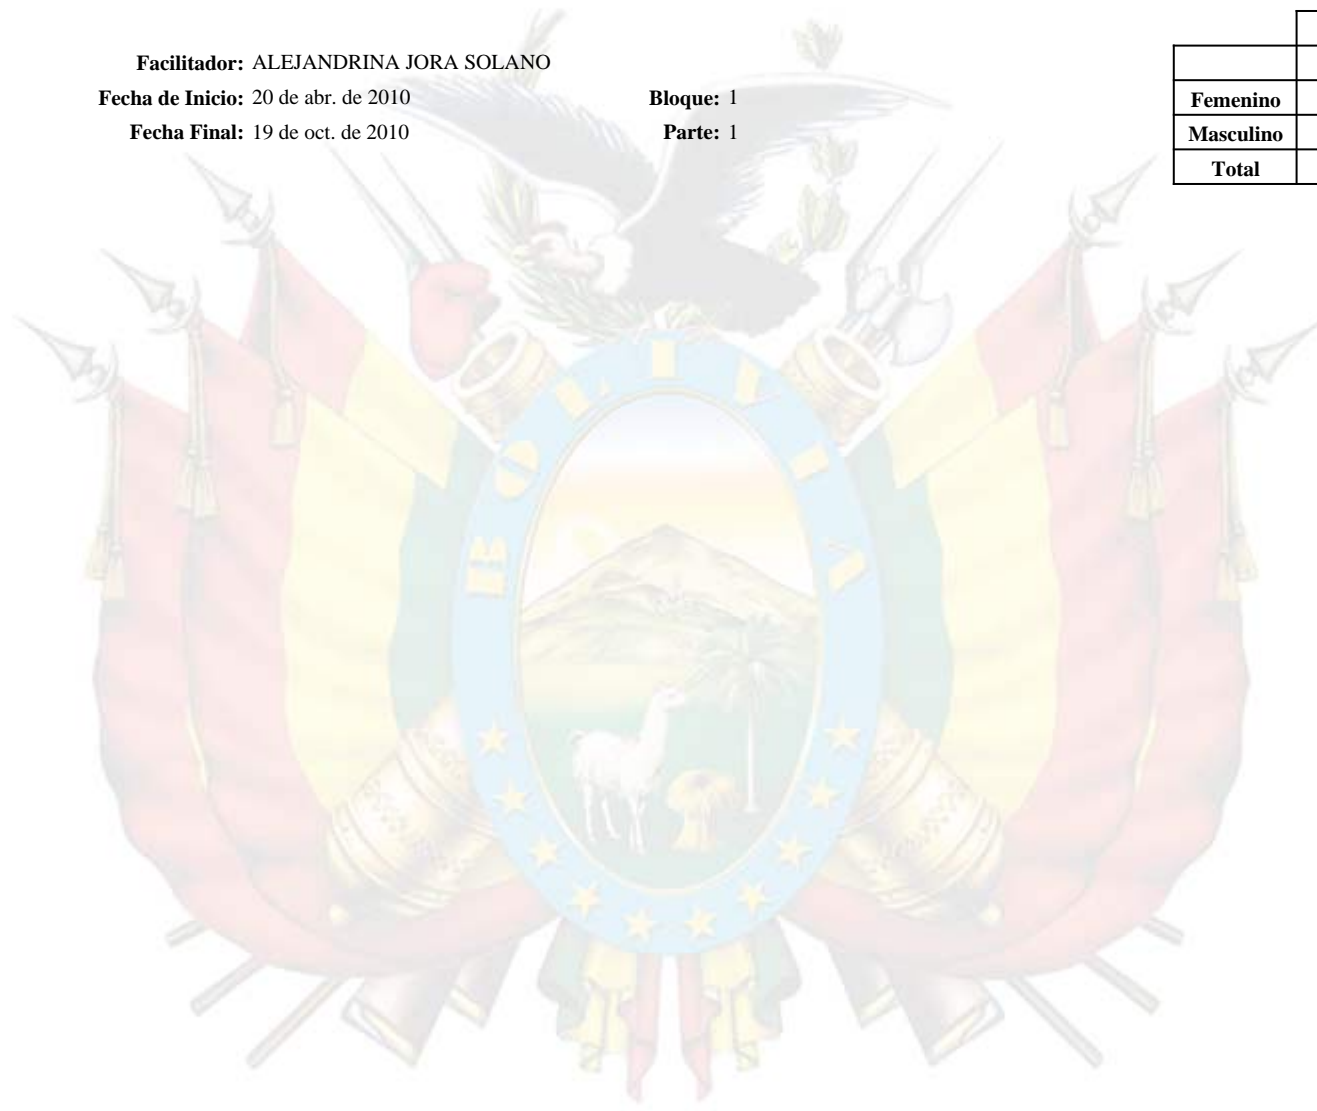 Facilitador: ALEJANDRINA JORA SOLANO
Fecha de Inicio: 20 de abr. de 2010 Bloque: 1
Fecha Final: 19 de oct. de 2010 Parte: 1
Femenino
Masculino
Total
BOLIVIA